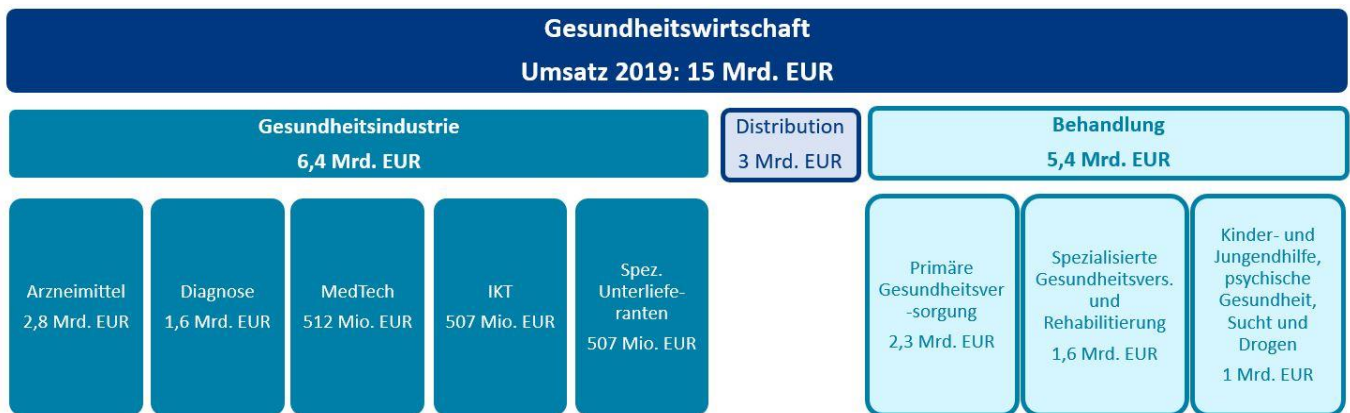 Gesundheitswirtschaft
Umsatz 2019: 15 Mrd. EUR
Gesundheitsindustrie
6,4 Mrd. EUR
Distribution
3 Mrd. EUR
Behandlung
5,4 Mrd. EUR
Arzneimittel
2,8 Mrd. EUR
Diagnose
1,6 Mrd. EUR
MedTech
512 Mio. EUR
IKT
507 Mio. EUR
Spez.
Unterliefe-
ranten
507 Mio. EUR
Primäre
Gesundheitsver
-sorgung
2,3 Mrd. EUR
Spezialisierte
Gesundheitsvers.
und
Rehabilitierung
1,6 Mrd. EUR
Kinder- und
Jungendhilfe,
psychische
Gesundheit,
Sucht und
Drogen
1 Mrd. EUR